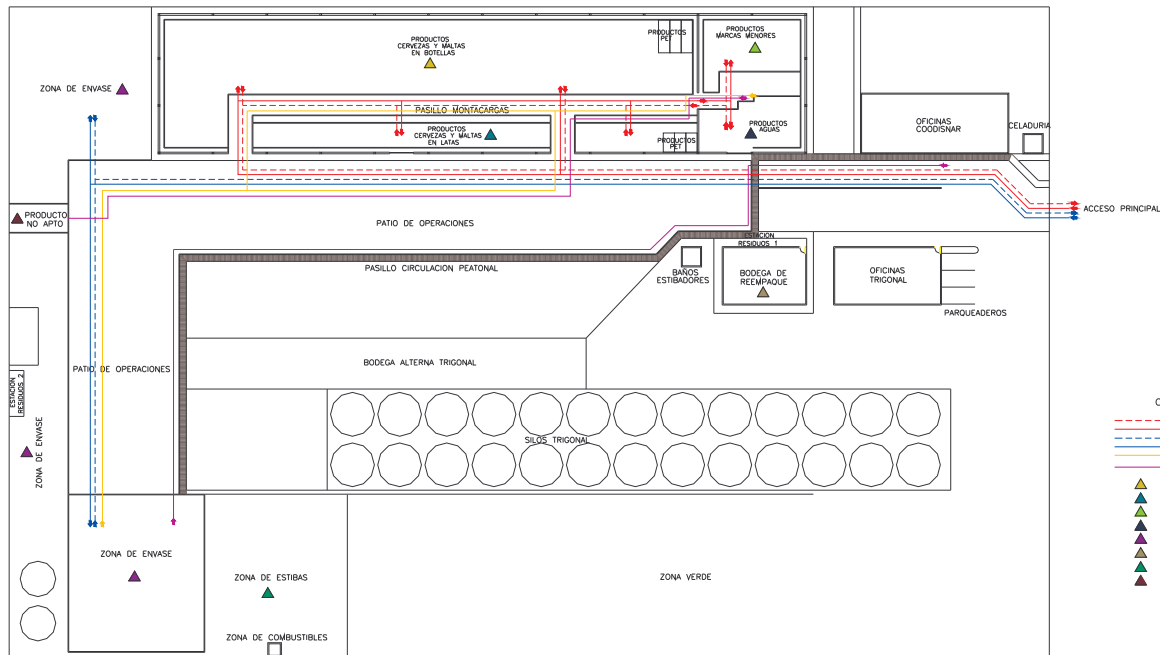 PRODUCTOS
CERVEZAS Y MALTAS
EN BOTELLAS
PRODUCTOS
PET
PRODUCTOS
MARCAS MENORES
ZONA DE ENVASE
PASILLO MONTACARGAS
PRODUCTOS
CERVEZAS Y MALTAS
EN LATAS
PRODUCTOS
PET
PRODUCTOS
AGUAS
OFICINAS
COODISNAR
CELADURIA
PRODUCTO
NO APTO
PATIO DE OPERACIONES
ACCESO PRINCIPAL
ESTACION
RESIDUOS 1
PASILLO CIRCULACION PEATONAL
BAÑOS
ESTIBADORES
BODEGA DE
REEMPAQUE
OFICINAS
TRIGONAL
PARQUEADEROS
BODEGA ALTERNA TRIGONAL
PATIO DE OPERACIONES
ESTACION
RESIDUOS 2
ZONA DE ENVASE
SILOS TRIGONAL
ZONA DE ENVASE
ZONA DE ESTIBAS
ZONA VERDE
ZONA DE COMBUSTIBLES